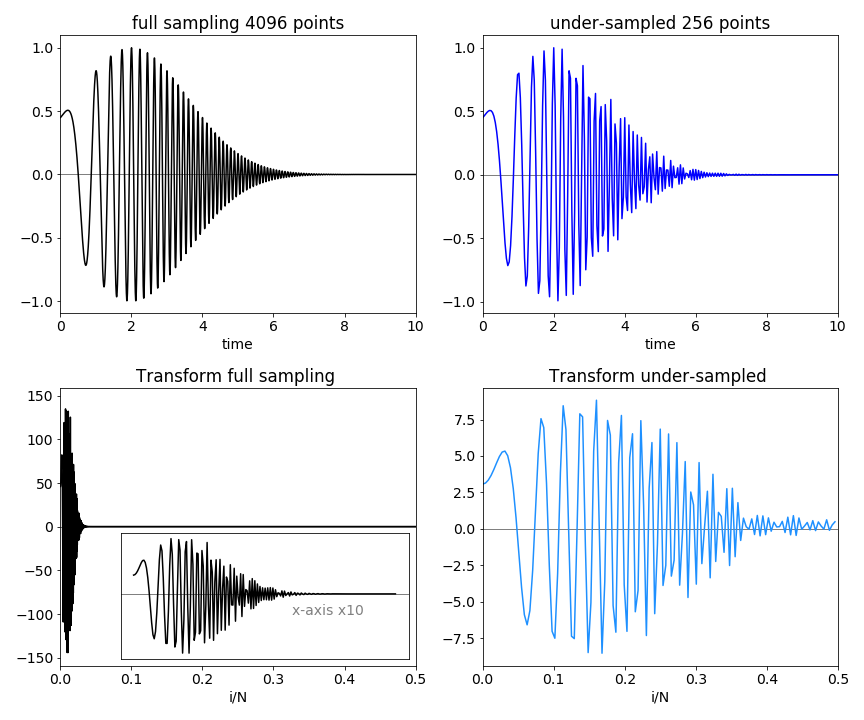 full sampling 4096 points
1.0
0.5
0.0
−0.5
−1.0
0 2 4 6 8 10
time
under-sampled 256 points
1.0
0.5
0.0
−0.5
−1.0
0 2 4 6 8 10
time
Transform full sampling
150
100
50
0
−50
−100
−150
x-axis x10
0.0 0.1 0.2 0.3 0.4 0.5
i/N
Transform under-sampled
7.5
5.0
2.5
0.0
−2.5
−5.0
−7.5
0.0 0.1 0.2 0.3 0.4 0.5
i/N